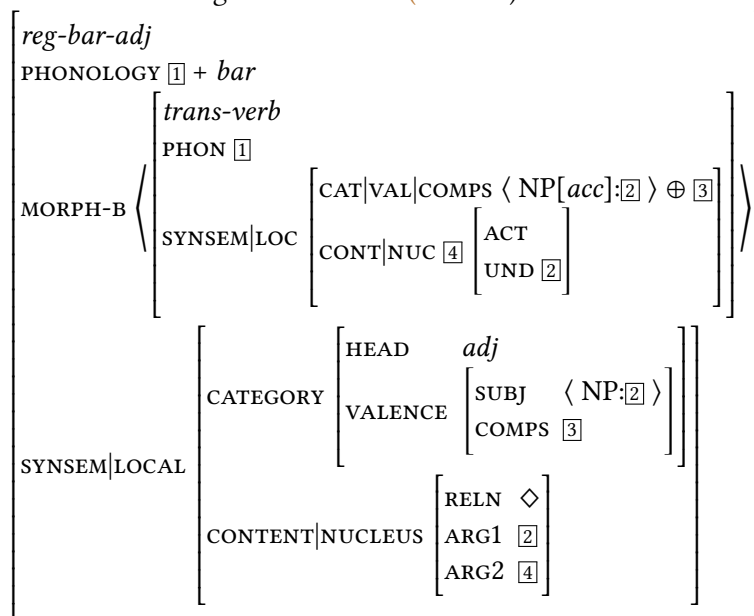 reg-bar-adj
PHONOLOGY 1 + bar
trans-verb
PHON 1
MORPH-B ⟨
SYNSEM|LOC
CAT|VAL|COMPS ⟨ NP[acc]:2 ⟩ ⊕ 3
CONT|NUC 4
ACT
UND 2
⟩
SYNSEM|LOCAL
CATEGORY
HEAD adj
VALENCE
SUBJ ⟨ NP:2 ⟩
COMPS 3
CONTENT|NUCLEUS
RELN ◇
ARG1 2
ARG2 4